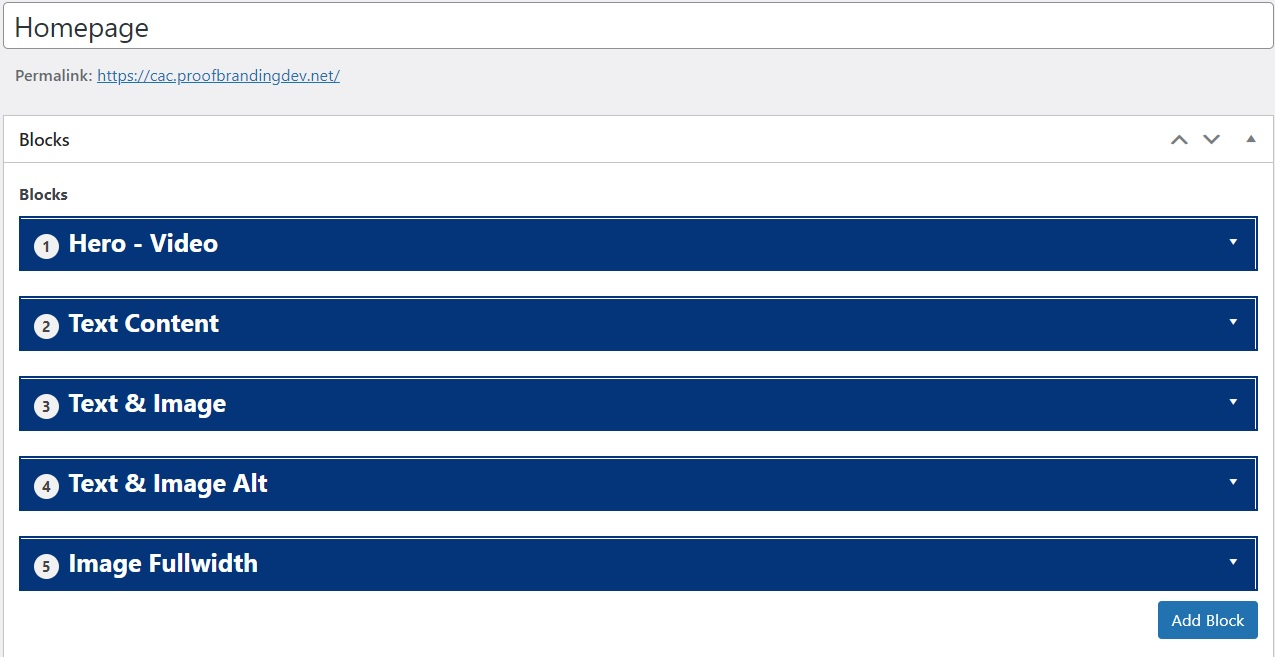 Homepage
Permalink: https://cac.proofbrandingdev.net/
Blocks
Blocks
1 Hero - Video
2 Text Content
3 Text & Image
4 Text & Image Alt
5 Image Fullwidth
Add Block